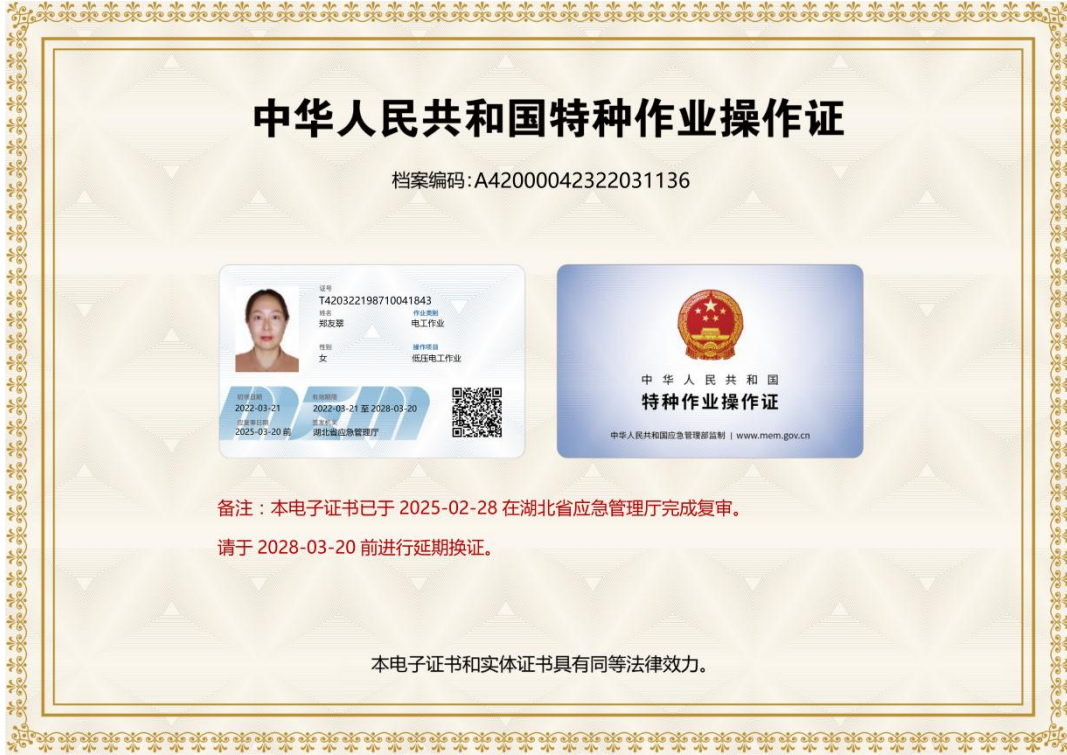 中华人民共和国特种作业操作证
档案编码:A42000042322031136
证号
T420322198710041843
姓名 作业类别
郑友翠 电工作业
性别 操作项目
女 低压电工作业
初领日期 有效期限
2022-03-21 2022-03-21 至 2028-03-20
应复审日期 签发机关
2025-03-20 前 湖北省应急管理厅
中华人民共和国
特种作业操作证
中华人民共和国应急管理部监制 | www.mem.gov.cn
备注：本电子证书已于 2025-02-28 在湖北省应急管理厅完成复审。
请于 2028-03-20 前进行延期换证。
本电子证书和实体证书具有同等法律效力。